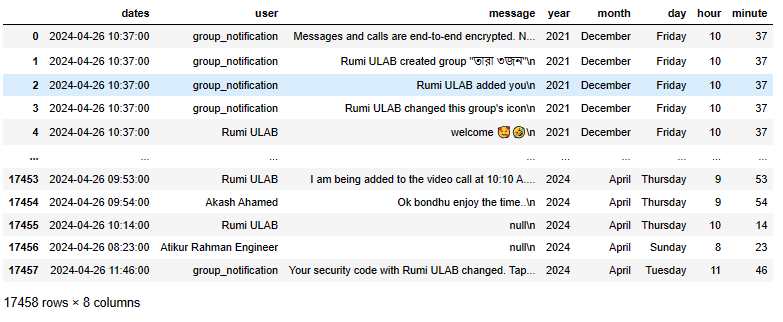 dates user message year month day hour minute
0 2024-04-26 10:37:00 group_notification Messages and calls are end-to-end encrypted. N... 2021 December Friday 10 37
1 2024-04-26 10:37:00 group_notification Rumi ULAB created group "তারা ৩জন"\n 2021 December Friday 10 37
2 2024-04-26 10:37:00 group_notification Rumi ULAB added you\n 2021 December Friday 10 37
3 2024-04-26 10:37:00 group_notification Rumi ULAB changed this group's icon\n 2021 December Friday 10 37
4 2024-04-26 10:37:00 Rumi ULAB welcome 🥰🤣\n 2021 December Friday 10 37
... ... ... ... ... ... ... ... ...
17453 2024-04-26 09:53:00 Rumi ULAB I am being added to the video call at 10:10 A.... 2024 April Thursday 9 53
17454 2024-04-26 09:54:00 Akash Ahamed Ok bondhu enjoy the time..\n 2024 April Thursday 9 54
17455 2024-04-26 10:14:00 Rumi ULAB null\n 2024 April Thursday 10 14
17456 2024-04-26 08:23:00 Atikur Rahman Engineer null\n 2024 April Sunday 8 23
17457 2024-04-26 11:46:00 group_notification Your security code with Rumi ULAB changed. Tap... 2024 April Tuesday 11 46
17458 rows × 8 columns